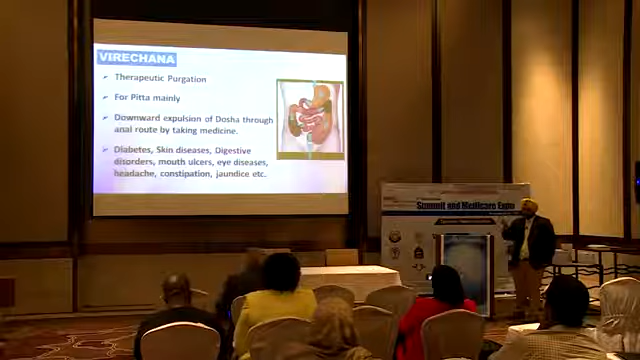 VIRECHANA
Therapeutic Purgation
For Pitta mainly
Downward expulsion of Dosha through
anal route by taking medicine.
Diabetes, Skin diseases, Digestive
disorders, mouth ulcers, eye diseases,
headache, constipation, jaundice etc.
Summit and Medicare Expo